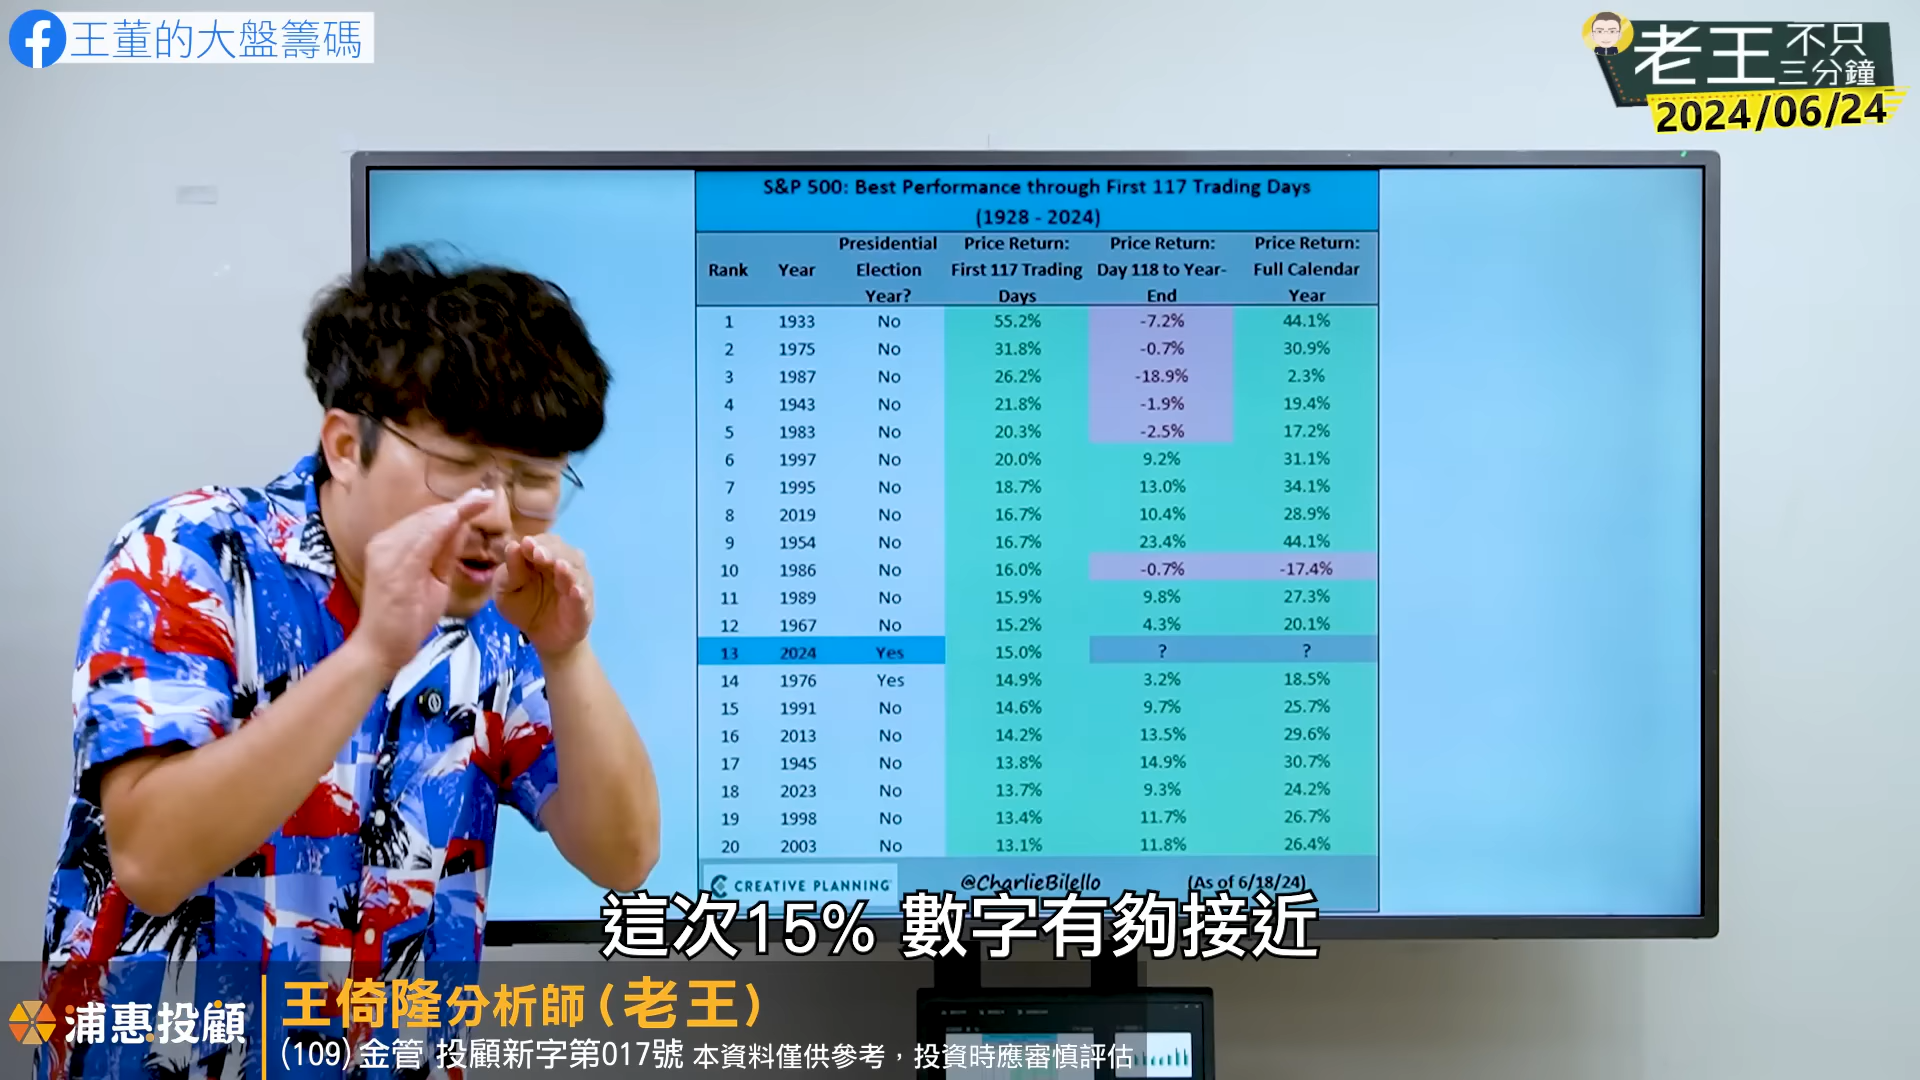 王董的大盤籌碼
老王 不只三分鐘
2024/06/24
S&P 500: Best Performance through First 117 Trading Days
(1928 - 2024)
Rank Year Presidential Election Year? Price Return: First 117 Trading Days Price Return: Day 118 to Year-End Price Return: Full Calendar Year
1 1933 No 55.2% -7.2% 44.1%
2 1975 No 31.8% -0.7% 30.9%
3 1987 No 26.2% -18.9% 2.3%
4 1943 No 21.8% -1.9% 19.4%
5 1983 No 20.3% -2.5% 17.2%
6 1997 No 20.0% 9.2% 31.1%
7 1995 No 18.7% 13.0% 34.1%
8 2019 No 16.7% 10.4% 28.9%
9 1954 No 16.7% 23.4% 44.1%
10 1986 No 16.0% -0.7% -17.4%
11 1989 No 15.9% 9.8% 27.3%
12 1967 No 15.2% 4.3% 20.1%
13 2024 Yes 15.0% ? ?
14 1976 Yes 14.9% 3.2% 18.5%
15 1991 No 14.6% 9.7% 25.7%
16 2013 No 14.2% 13.5% 29.6%
17 1945 No 13.8% 14.9% 30.7%
18 2023 No 13.7% 9.3% 24.2%
19 1998 No 13.4% 11.7% 26.7%
20 2003 No 13.1% 11.8% 26.4%
CREATIVE PLANNING @CharlieBilello (As of 6/18/24)
這次15% 數字有夠接近
浦惠投顧
王倚隆分析師(老王)
(109) 金管 投顧新字第017號 本資料僅供參考，投資時應審慎評估